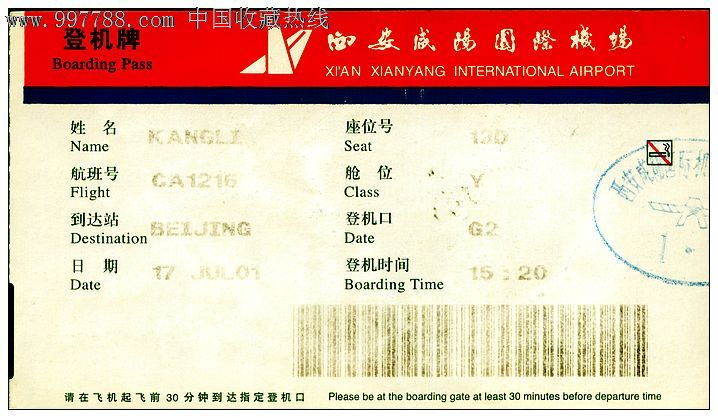 www.997788.com 中国收藏热线
登机牌
Boarding Pass
西安咸阳國際機場
XI'AN XIANYANG INTERNATIONAL AIRPORT
姓 名 KANGLI 座位号 13D
Name Seat
航班号 CA1216 舱 位 Y
Flight Class
到达站 BEIJING 登机口 G2
Destination Date
日 期 17 JUL01 登机时间 15:20
Date Boarding Time
请在飞机起飞前 30 分钟到达指定登机口 Please be at the boarding gate at least 30 minutes before departure time